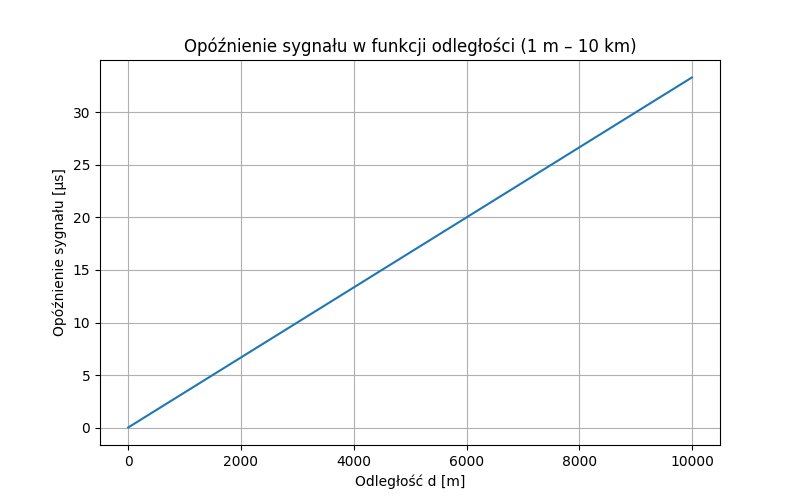 Opóźnienie sygnału w funkcji odległości (1 m – 10 km)
Opóźnienie sygnału [µs]
30
25
20
15
10
5
0
0 2000 4000 6000 8000 10000
Odległość d [m]